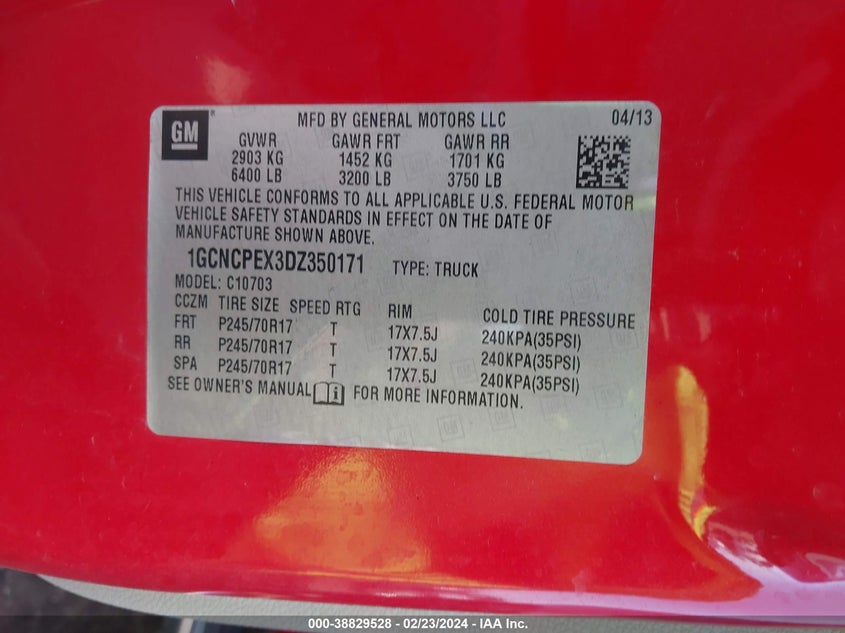 GM® MFD BY GENERAL MOTORS LLC 04/13
GVWR GAWR FRT GAWR RR
2903 KG 1452 KG 1701 KG
6400 LB 3200 LB 3750 LB
THIS VEHICLE CONFORMS TO ALL APPLICABLE U.S. FEDERAL MOTOR
VEHICLE SAFETY STANDARDS IN EFFECT ON THE DATE OF
MANUFACTURE SHOWN ABOVE.
1GCNCPEX3DZ350171 TYPE: TRUCK
MODEL: C10703
CCZM TIRE SIZE SPEED RTG RIM COLD TIRE PRESSURE
FRT P245/70R17 T 17X7.5J 240KPA(35PSI)
RR P245/70R17 T 17X7.5J 240KPA(35PSI)
SPA P245/70R17 T 17X7.5J 240KPA(35PSI)
SEE OWNER'S MANUAL FOR MORE INFORMATION.
000-38829528 - 02/23/2024 - IAA Inc.